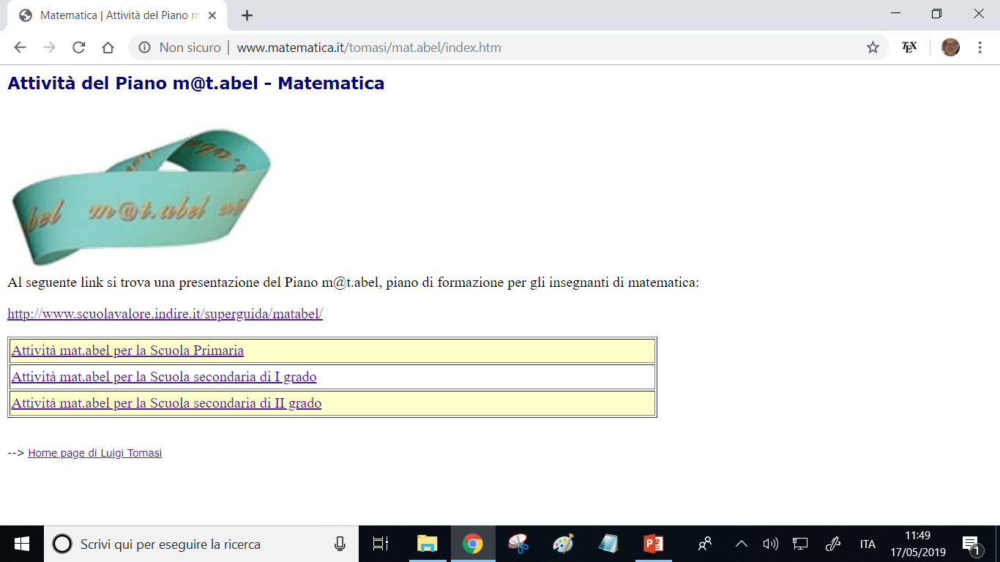 Matematica | Attività del Piano m
Non sicuro | www.matematica.it/tomasi/mat.abel/index.htm
TEX
Attività del Piano m@t.abel - Matematica
bel m@t.abel
Al seguente link si trova una presentazione del Piano m@t.abel, piano di formazione per gli insegnanti di matematica:
http://www.scuolavalore.indire.it/superguida/matabel/
Attività mat.abel per la Scuola Primaria
Attività mat.abel per la Scuola secondaria di I grado
Attività mat.abel per la Scuola secondaria di II grado
--> Home page di Luigi Tomasi
Scrivi qui per eseguire la ricerca
ITA
11:49
17/05/2019
1